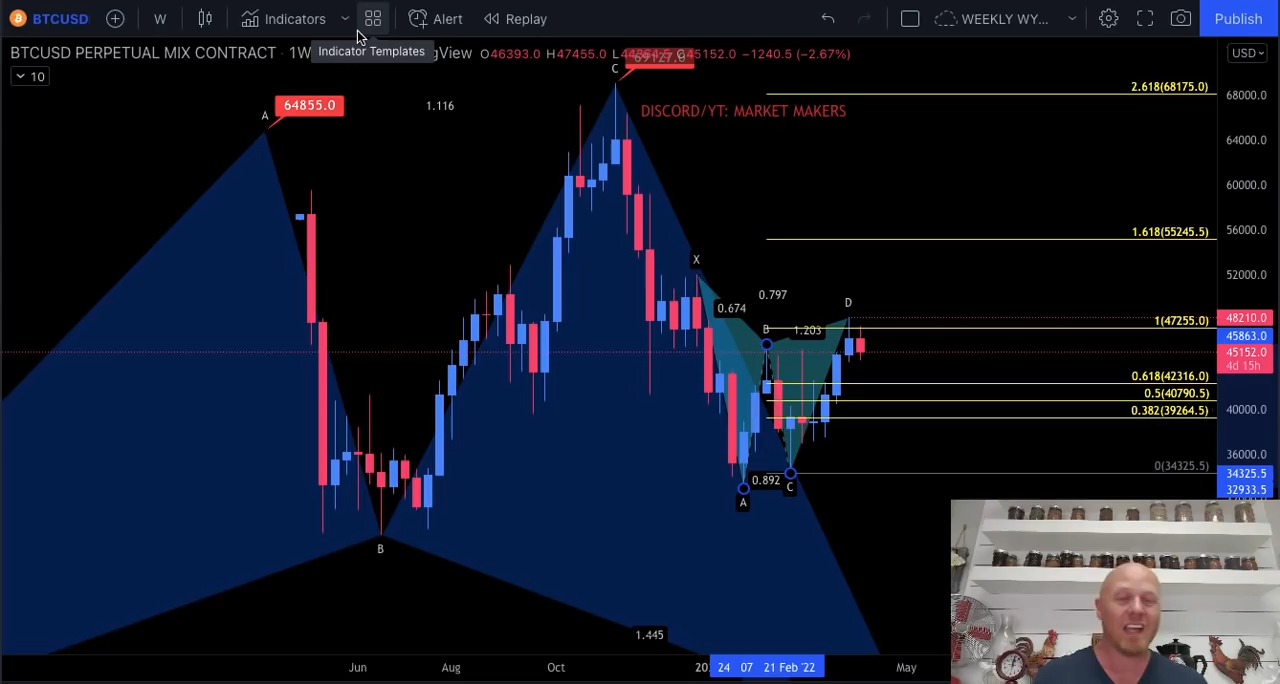 BTCUSD W Indicators Alert Replay WEEKLY WY... Publish
Indicator Templates
BTCUSD PERPETUAL MIX CONTRACT · 1W gView O46393.0 H47455.0 C45152.0 −1240.5 (−2.67%)
USD
10
69127.0
C
2.618(68175.0)
68000.0
A
64855.0
1.116
DISCORD/YT: MARKET MAKERS
64000.0
60000.0
1.618(55245.5)
56000.0
X
52000.0
0.674
0.797
D
B
1.203
1(47255.0)
48210.0
45863.0
45152.0
4d 15h
0.618(42316.0)
0.5(40790.5)
0.382(39264.5)
40000.0
36000.0
0(34325.5)
34325.5
0.892
C
A
32933.5
B
1.445
Jun Aug Oct 24 07 21 Feb '22 May